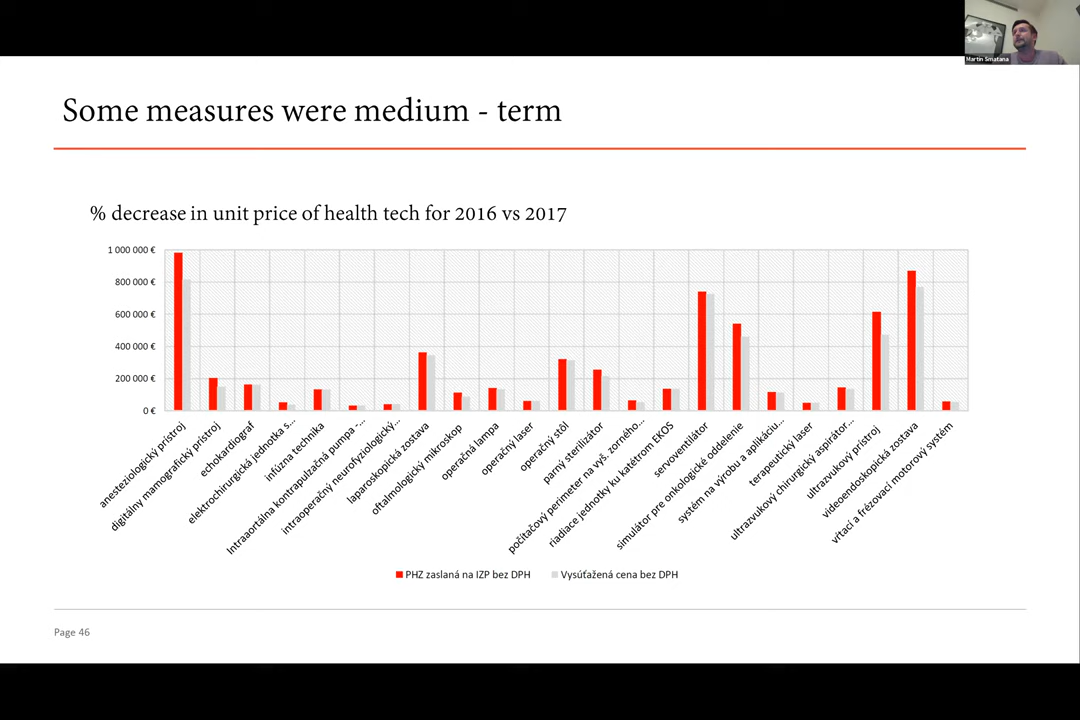 Martin Smatana
Some measures were medium - term
% decrease in unit price of health tech for 2016 vs 2017
1 000 000 €
800 000 €
600 000 €
400 000 €
200 000 €
0 €
anesteziologický prístroj
digitálny mamografický prístroj
echokardiograf
elektrochirurgická jednotka s...
infúzna technika
Intraaortálna kontrapulzačná pumpa -...
intraoperačný neurofyziologický...
laparoskopická zostava
oftalmologický mikroskop
operačná lampa
operačný laser
operačný stôl
parný sterilizátor
počítačový perimeter na vyš. zorného...
riadiace jednotky ku katétrom EKOS
servoventilátor
simulátor pre onkologické oddelenie
systém na výrobu a aplikáciu...
terapeutický laser
ultrazvukový chirurgický aspirátor...
ultrazvukový prístroj
videoendoskopická zostava
vŕtací a frézovací motorový systém
PHZ zaslaná na IZP bez DPH
Vysúťažená cena bez DPH
Page 46